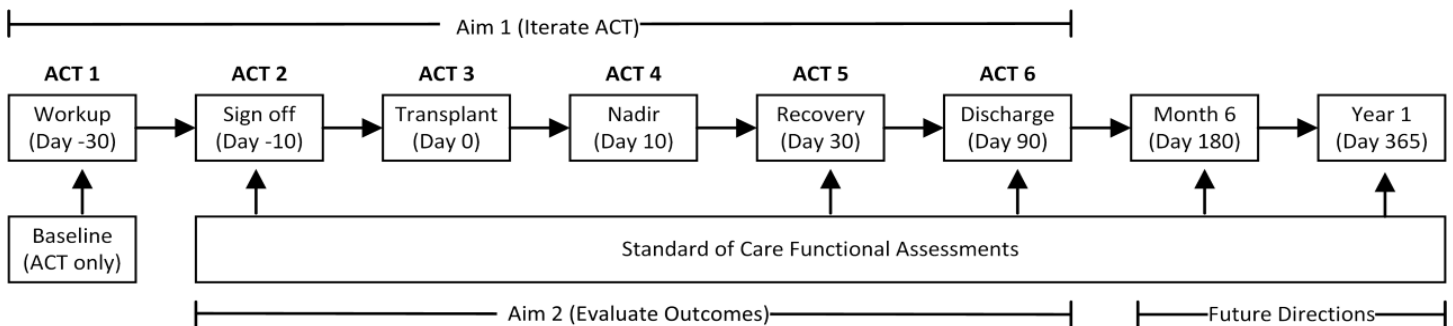 Aim 1 (Iterate ACT)
ACT 1
ACT 2
ACT 3
ACT 4
ACT 5
ACT 6
Workup
(Day -30)
Sign off
(Day -10)
Transplant
(Day 0)
Nadir
(Day 10)
Recovery
(Day 30)
Discharge
(Day 90)
Month 6
(Day 180)
Year 1
(Day 365)
Baseline
(ACT only)
Standard of Care Functional Assessments
Aim 2 (Evaluate Outcomes)
Future Directions